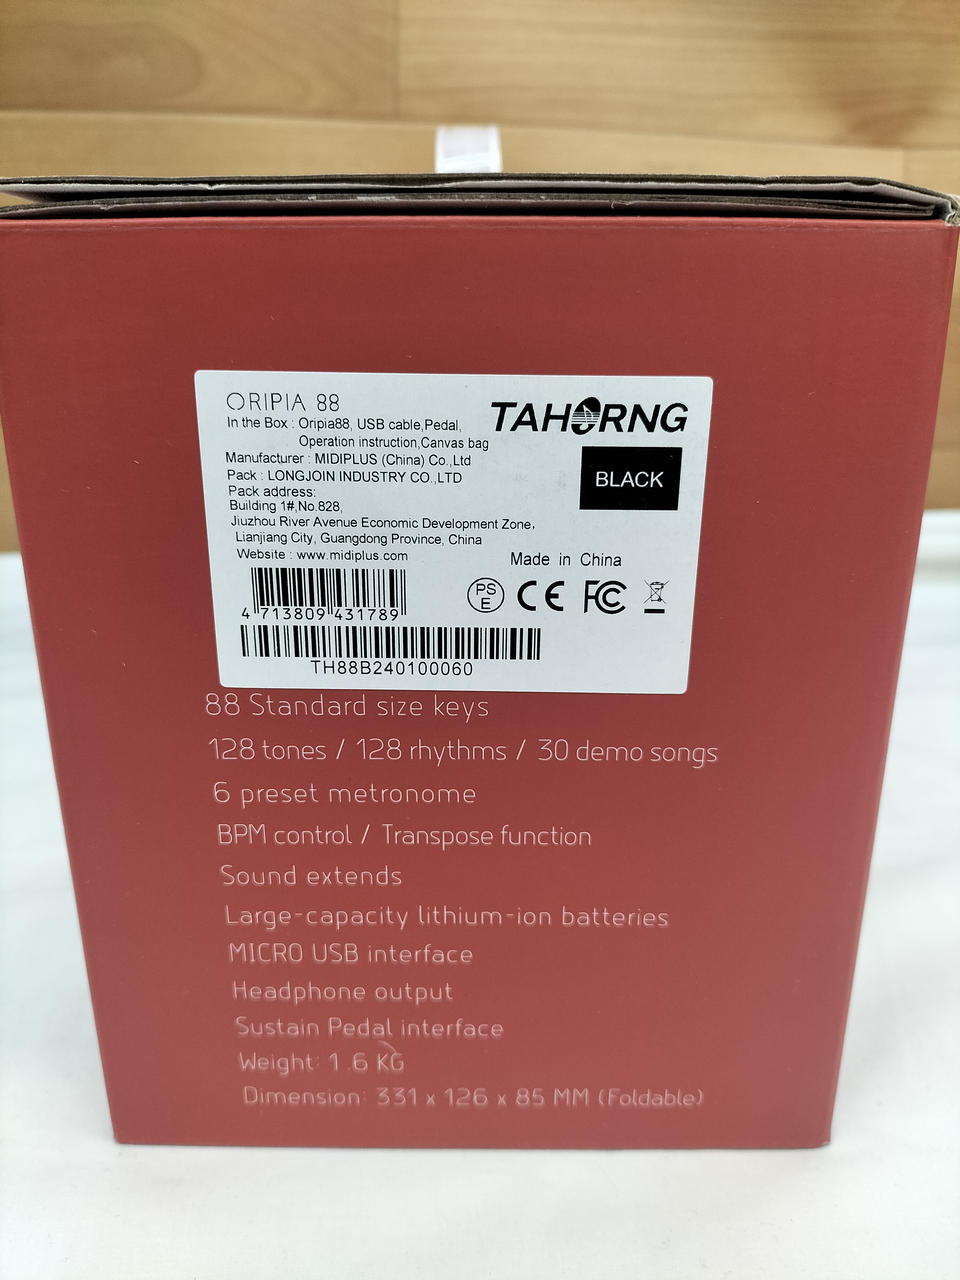 ORIPIA 88
TAHORNG
In the Box : Oripia88, USB cable,Pedal,
Operation instruction,Canvas bag
Manufacturer : MIDIPLUS (China) Co.,Ltd
Pack : LONGJOIN INDUSTRY CO.,LTD
BLACK
Pack address:
Building 1#,No.828,
Jiuzhou River Avenue Economic Development Zone,
Lianjiang City, Guangdong Province, China
Website : www.midiplus.com
Made in China
PS
E
CE FC
4 713809 431789
TH88B240100060
88 Standard size keys
128 tones / 128 rhythms / 30 demo songs
6 preset metronome
BPM control / Transpose function
Sound extends
Large-capacity lithium-ion batteries
MICRO USB interface
Headphone output
Sustain Pedal interface
Weight: 1.6 KG
Dimension: 331 x 126 x 85 MM (Foldable)